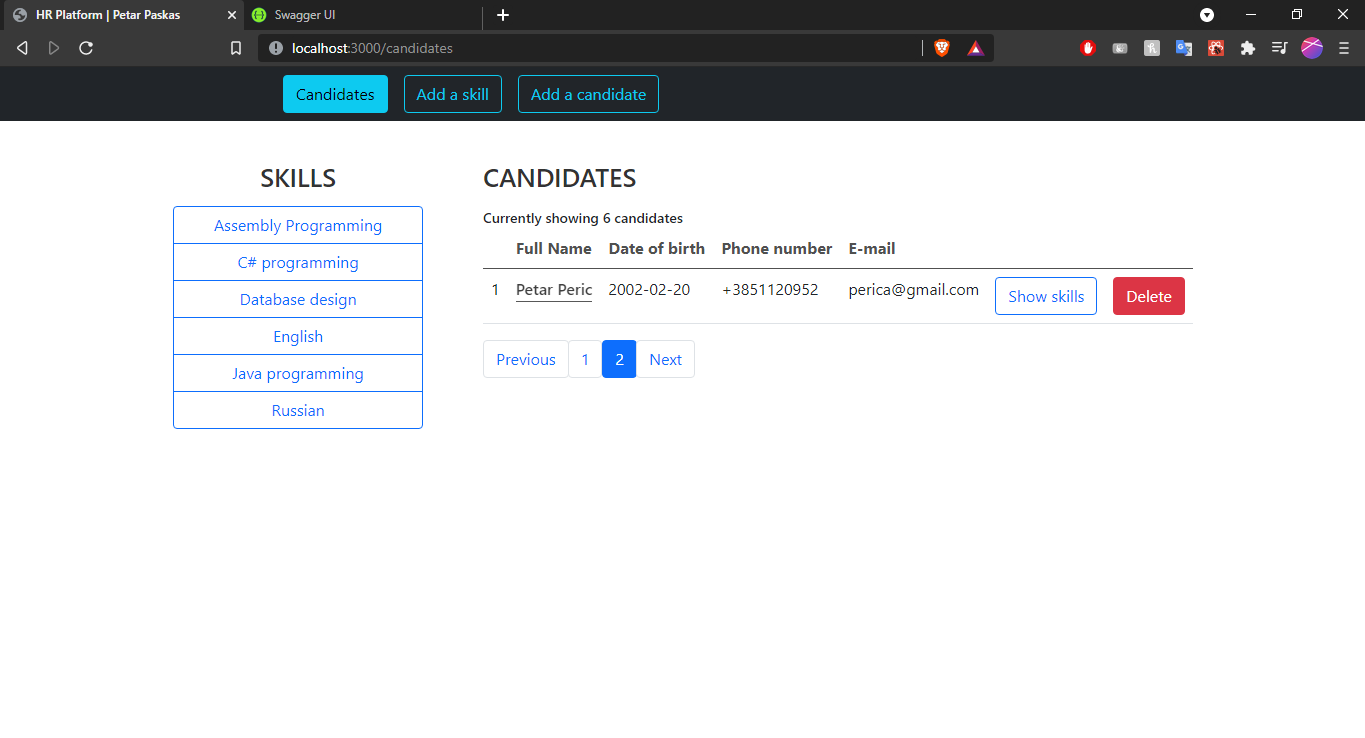 HR Platform | Petar Paskas
Swagger UI
localhost:3000/candidates
Candidates
Add a skill
Add a candidate
SKILLS
Assembly Programming
C# programming
Database design
English
Java programming
Russian
CANDIDATES
Currently showing 6 candidates
Full Name Date of birth Phone number E-mail
1 Petar Peric 2002-02-20 +3851120952 perica@gmail.com Show skills Delete
Previous 1 2 Next